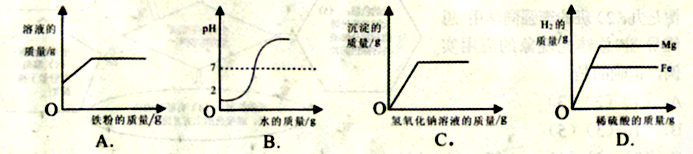 溶液的
质量/g
O
铁粉的质量/g
A.
pH
7
2
O
水的质量/g
B.
沉淀的
质量/g
O
氢氧化钠溶液的质量/g
C.
H₂的
质量/g
Mg
Fe
O
稀硫酸的质量/g
D.